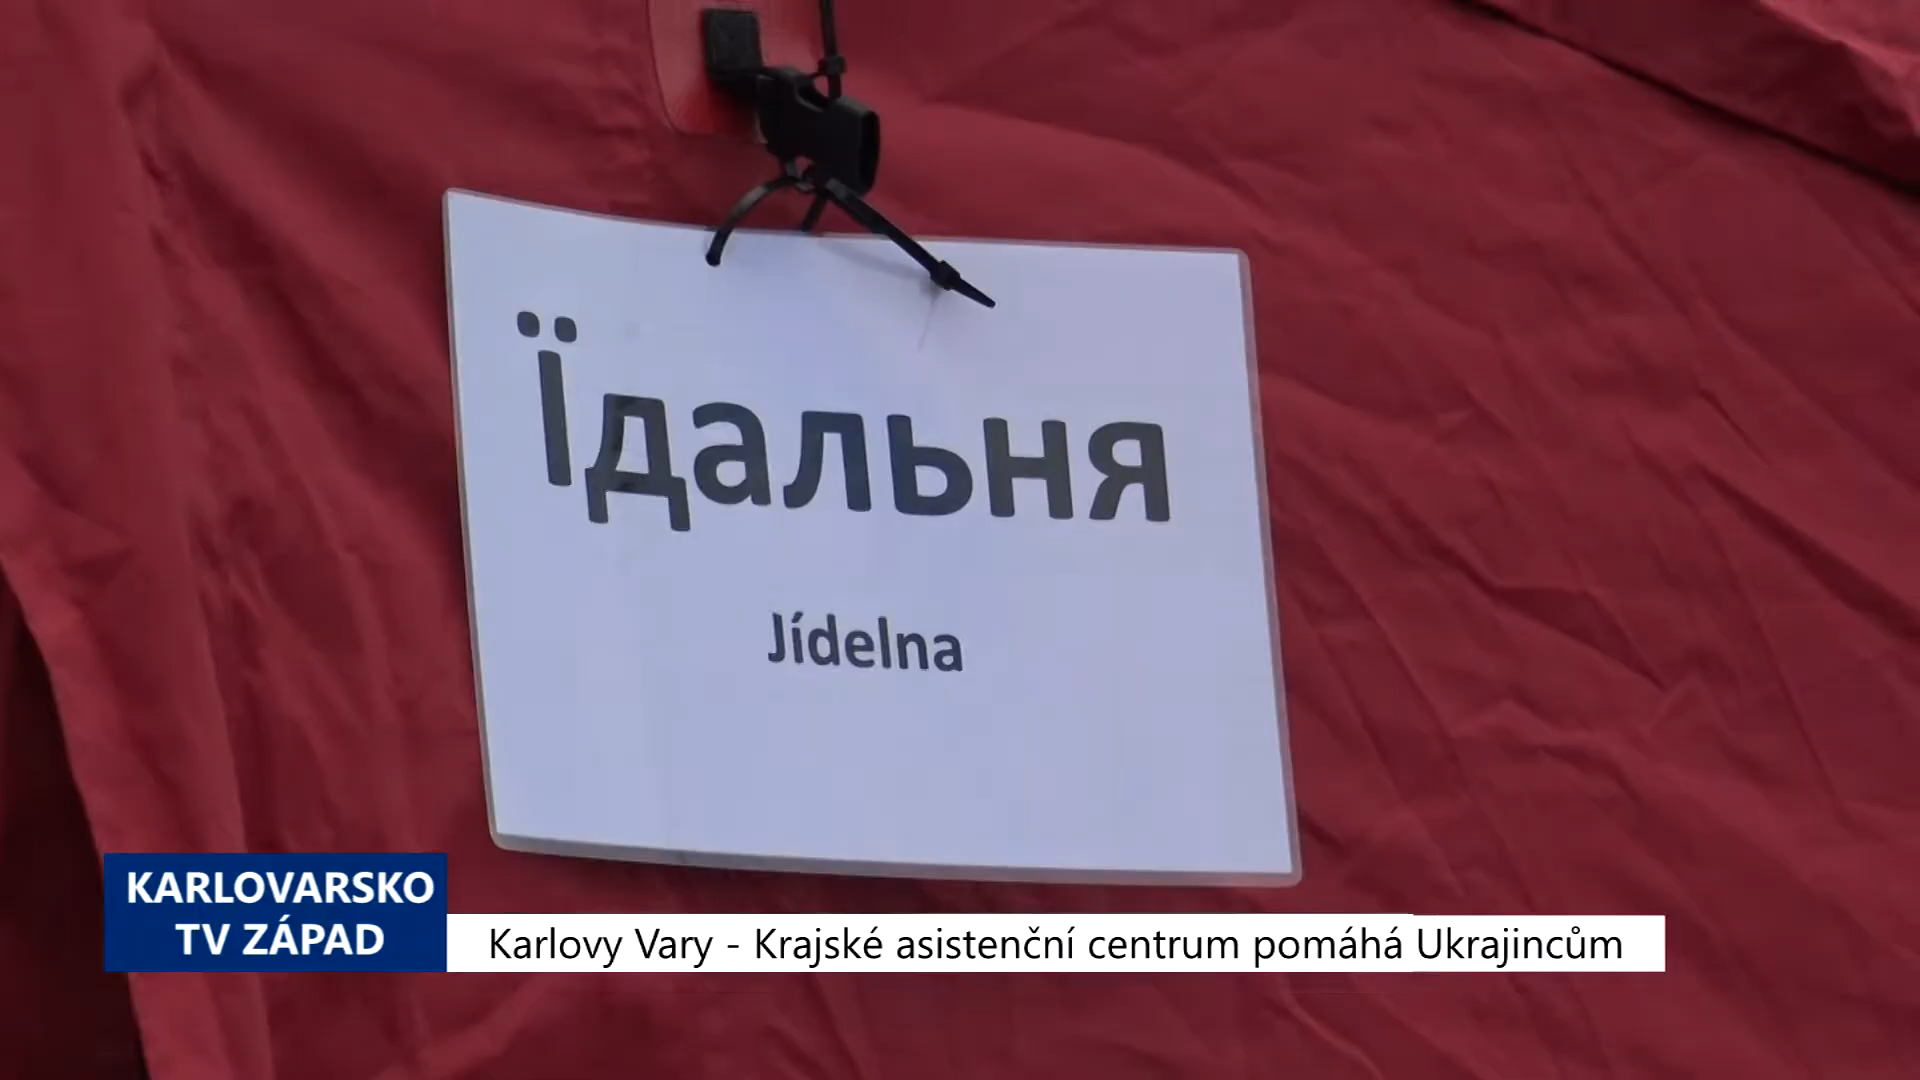 Їдальня
Jídelna
KARLOVARSKO
TV ZÁPAD
Karlovy Vary - Krajské asistenční centrum pomáhá Ukrajincům